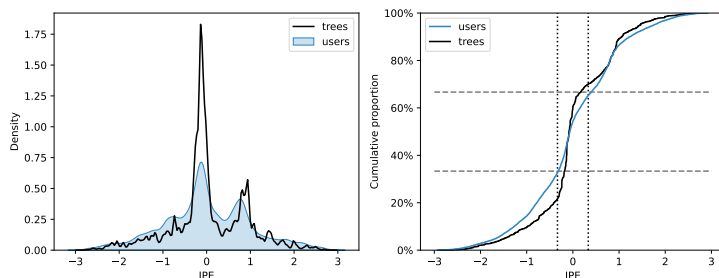 trees
users
1.75
1.50
1.25
1.00
0.75
0.50
0.25
0.00
Density
−3 −2 −1 0 1 2 3
IPE
users
trees
100%
80%
60%
40%
20%
0%
Cumulative proportion
−3 −2 −1 0 1 2 3